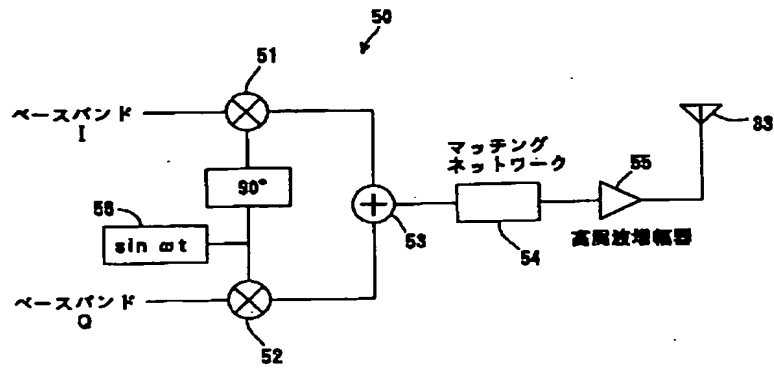 50
51
ベースバンド
I
マッチング
ネットワーク
55
33
90°
56
sin ωt
53
54
高周波増幅器
ベースバンド
Q
52